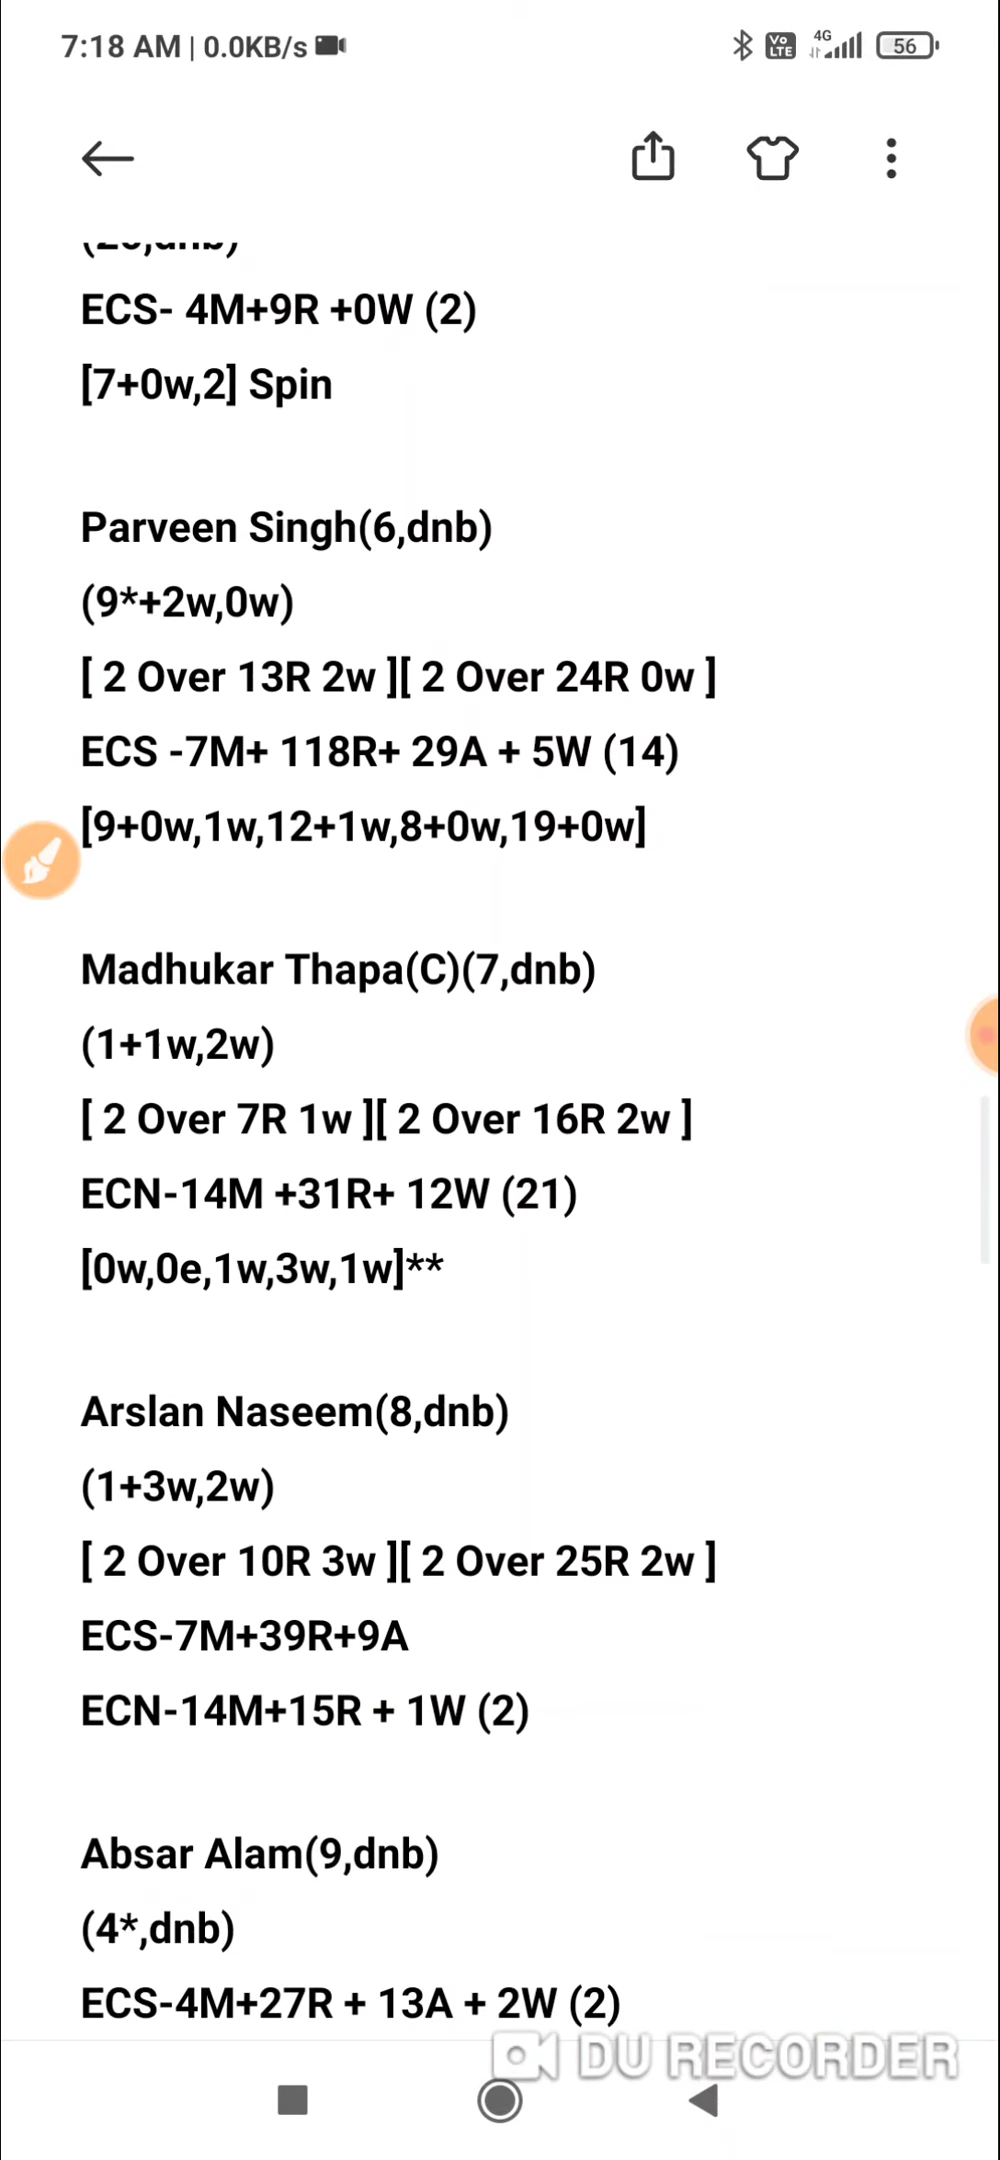 7:18 AM | 0.0KB/s
Vo LTE 4G 56
ECS- 4M+9R +0W (2)
[7+0w,2] Spin
Parveen Singh(6,dnb)
(9*+2w,0w)
[ 2 Over 13R 2w ][ 2 Over 24R 0w ]
ECS -7M+ 118R+ 29A + 5W (14)
[9+0w,1w,12+1w,8+0w,19+0w]
Madhukar Thapa(C)(7,dnb)
(1+1w,2w)
[ 2 Over 7R 1w ][ 2 Over 16R 2w ]
ECN-14M +31R+ 12W (21)
[0w,0e,1w,3w,1w]**
Arslan Naseem(8,dnb)
(1+3w,2w)
[ 2 Over 10R 3w ][ 2 Over 25R 2w ]
ECS-7M+39R+9A
ECN-14M+15R + 1W (2)
Absar Alam(9,dnb)
(4*,dnb)
ECS-4M+27R + 13A + 2W (2)
DU RECORDER